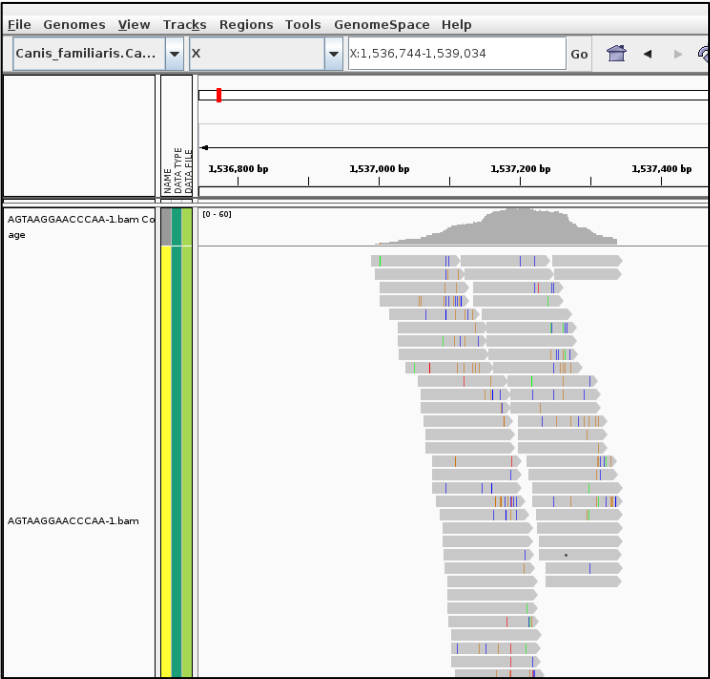 File Genomes View Tracks Regions Tools GenomeSpace Help
Canis_familiaris.Ca... X X:1,536,744-1,539,034 Go
NAME
DATA TYPE
DATA FILE
1,536,800 bp 1,537,000 bp 1,537,200 bp 1,537,400 bp
AGTAAGGAACCCAA-1.bam Co
age
[0 - 60]
AGTAAGGAACCCAA-1.bam